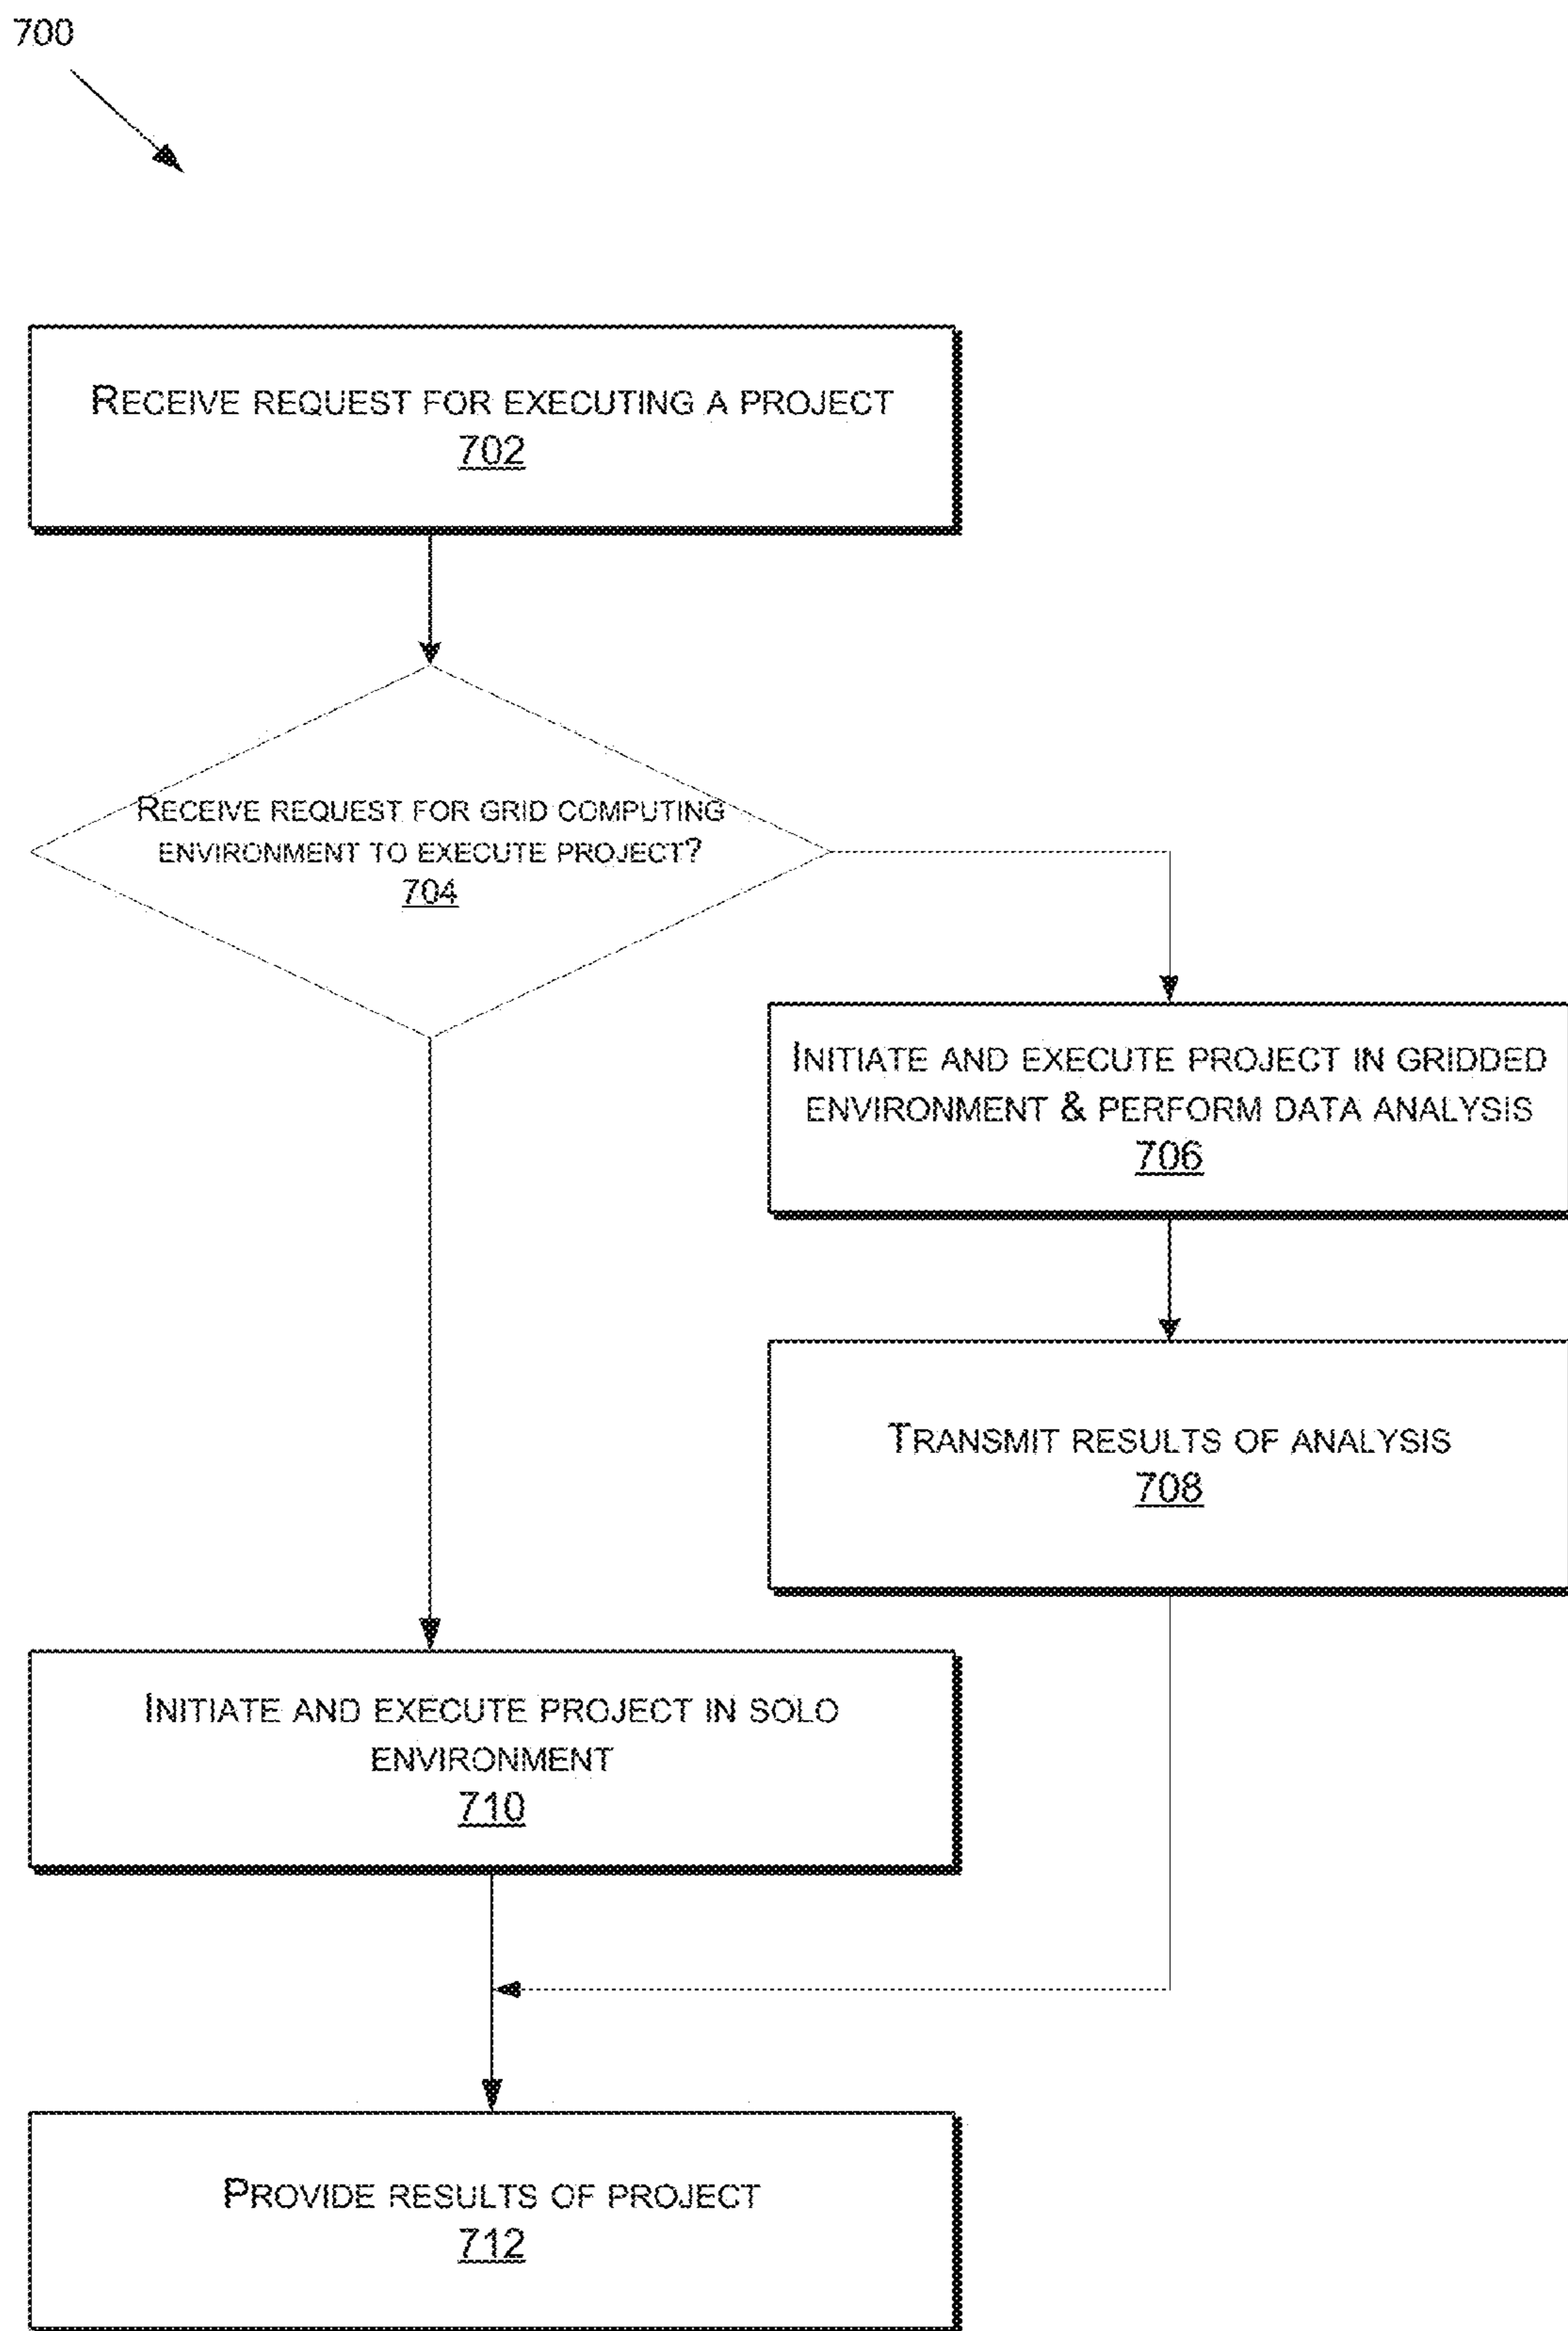 700
RECEIVE REQUEST FOR EXECUTING A PROJECT
702
RECEIVE REQUEST FOR GRID COMPUTING
ENVIRONMENT TO EXECUTE PROJECT?
704
INITIATE AND EXECUTE PROJECT IN GRIDDED
ENVIRONMENT & PERFORM DATA ANALYSIS
706
TRANSMIT RESULTS OF ANALYSIS
708
INITIATE AND EXECUTE PROJECT IN SOLO
ENVIRONMENT
710
PROVIDE RESULTS OF PROJECT
712